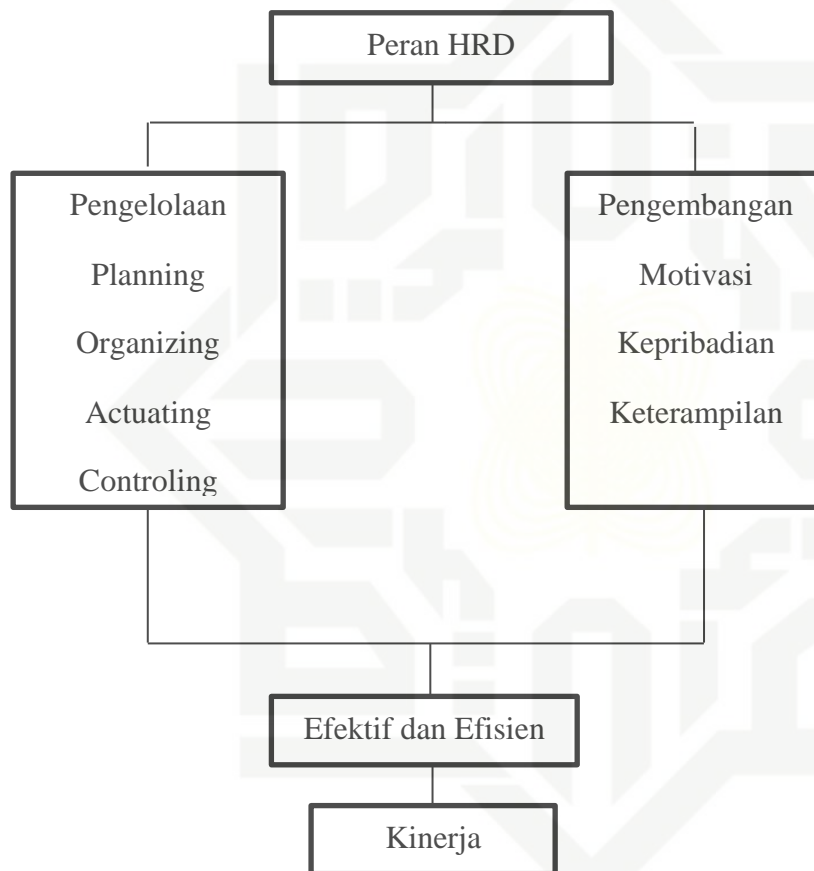 Peran HRD
Pengelolaan
Planning
Organizing
Actuating
Controling
Pengembangan
Motivasi
Kepribadian
Keterampilan
Efektif dan Efisien
Kinerja